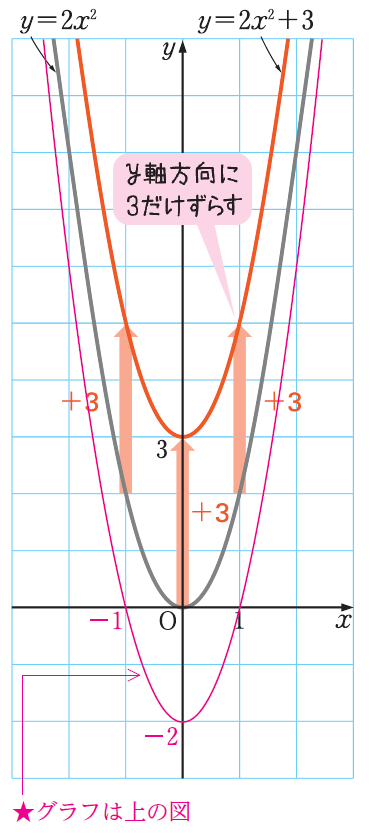 y=2x²
y=2x²+3
y
y軸方向に
3だけずらす
+3
+3
3
+3
−1
O
1
x
−2
★グラフは上の図